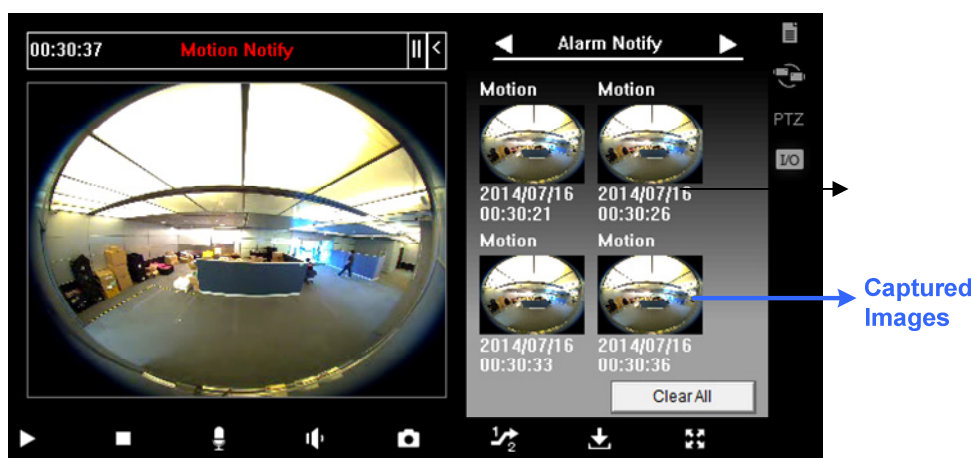 00:30:37 Motion Notify || <
Alarm Notify
Motion Motion
2014/07/16 2014/07/16
00:30:21 00:30:26
Motion Motion
2014/07/16 2014/07/16
00:30:33 00:30:36
Clear All
PTZ
I/O
Captured
Images
1 2